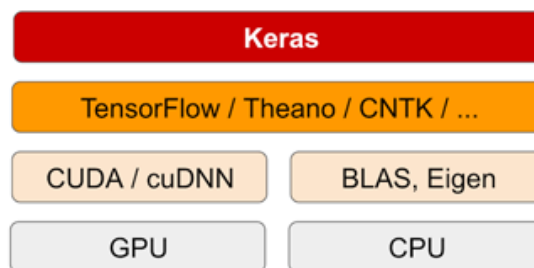 Keras
TensorFlow / Theano / CNTK / ...
CUDA / cuDNN
BLAS, Eigen
GPU
CPU